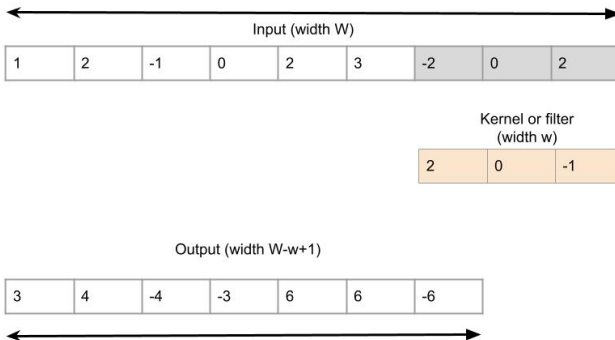 Input (width W)
1 2 -1 0 2 3 -2 0 2
Kernel or filter
(width w)
2 0 -1
Output (width W-w+1)
3 4 -4 -3 6 6 -6